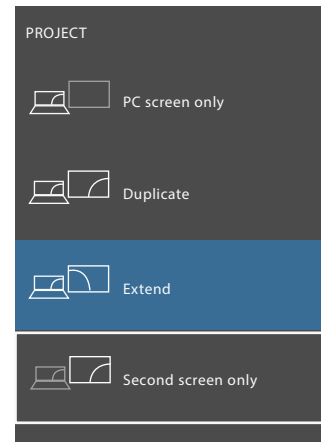 PROJECT
PC screen only
Duplicate
Extend
Second screen only